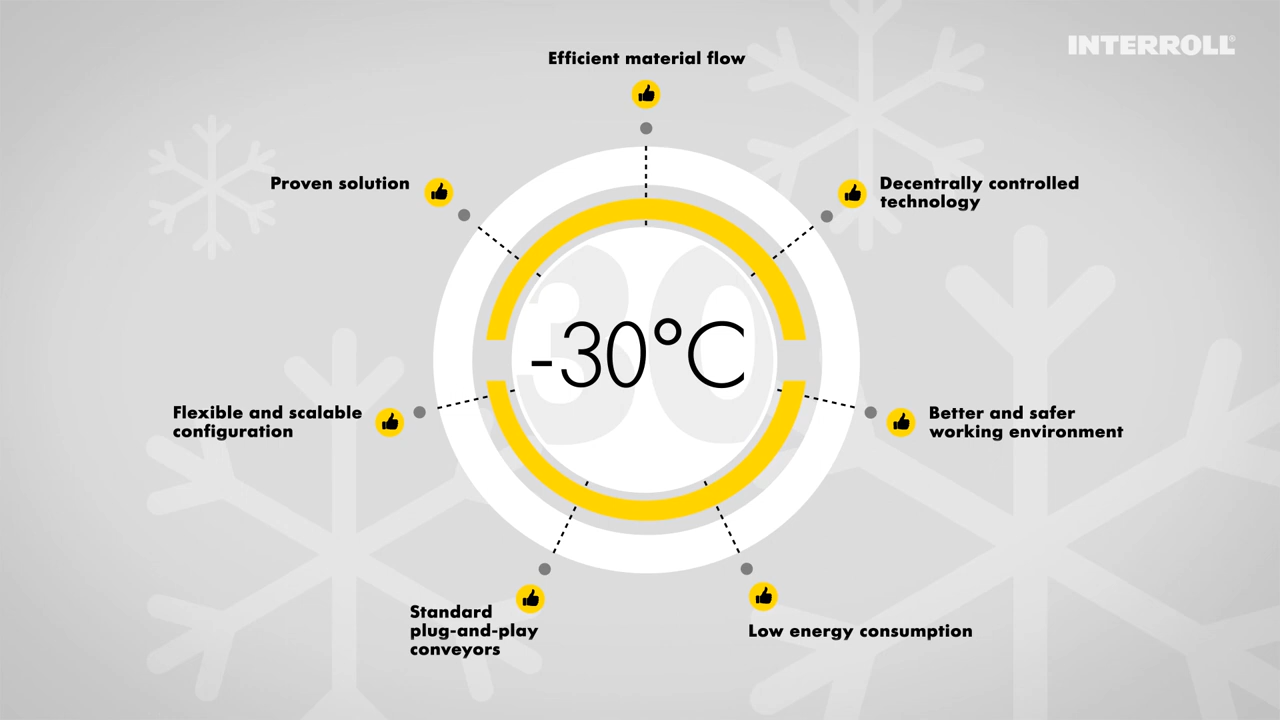 INTERROLL®
Efficient material flow
Proven solution
Decentrally controlled
technology
30
-30°C
Flexible and scalable
configuration
Better and safer
working environment
Standard
plug-and-play
conveyors
Low energy consumption